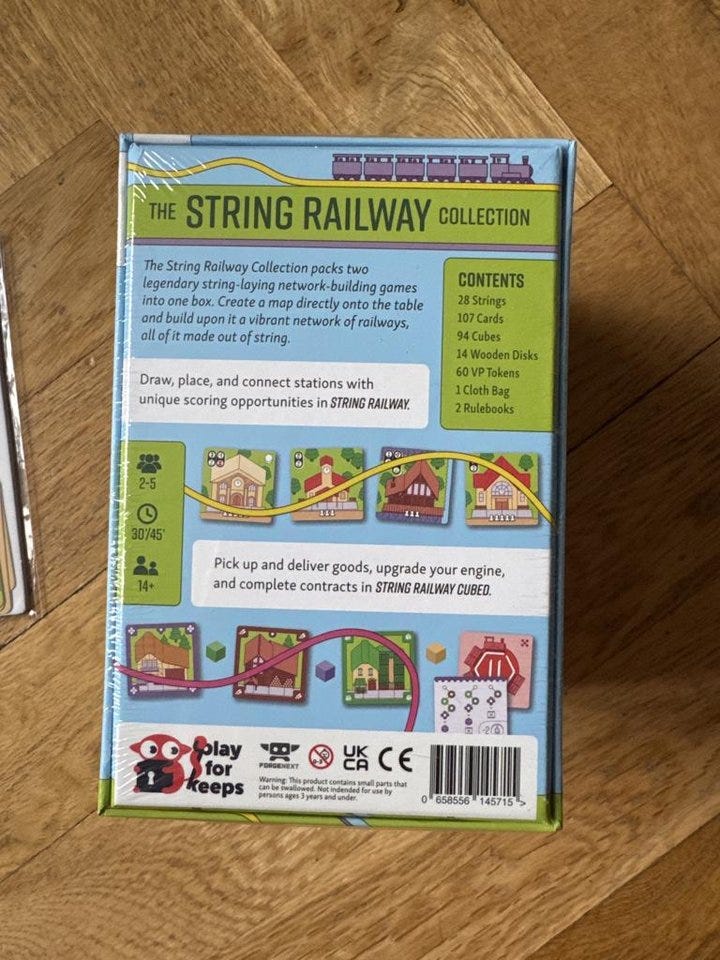 THE STRING RAILWAY COLLECTION
The String Railway Collection packs two
legendary string-laying network-building games
into one box. Create a map directly onto the table
and build upon it a vibrant network of railways,
all of it made out of string.
CONTENTS
28 Strings
107 Cards
94 Cubes
14 Wooden Disks
60 VP Tokens
1 Cloth Bag
2 Rulebooks
Draw, place, and connect stations with
unique scoring opportunities in STRING RAILWAY.
2-5
30'/45'
14+
Pick up and deliver goods, upgrade your engine,
and complete contracts in STRING RAILWAY CUBED.
play
for
keeps
FORGENEXT
0-3
UK
CA
CE
Warning: This product contains small parts that
can be swallowed. Not indended for use by
persons ages 3 years and under.
0 658556 145715 >